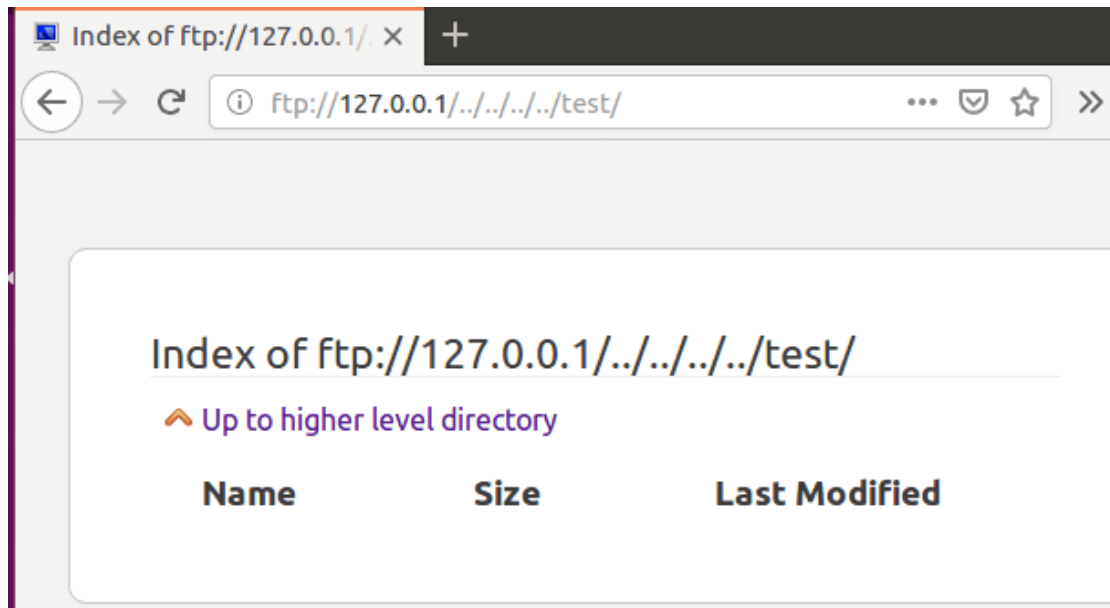 Index of ftp://127.0.0.1/.
ftp://127.0.0.1/../../../../test/
Index of ftp://127.0.0.1/../../../../test/
Up to higher level directory
Name Size Last Modified